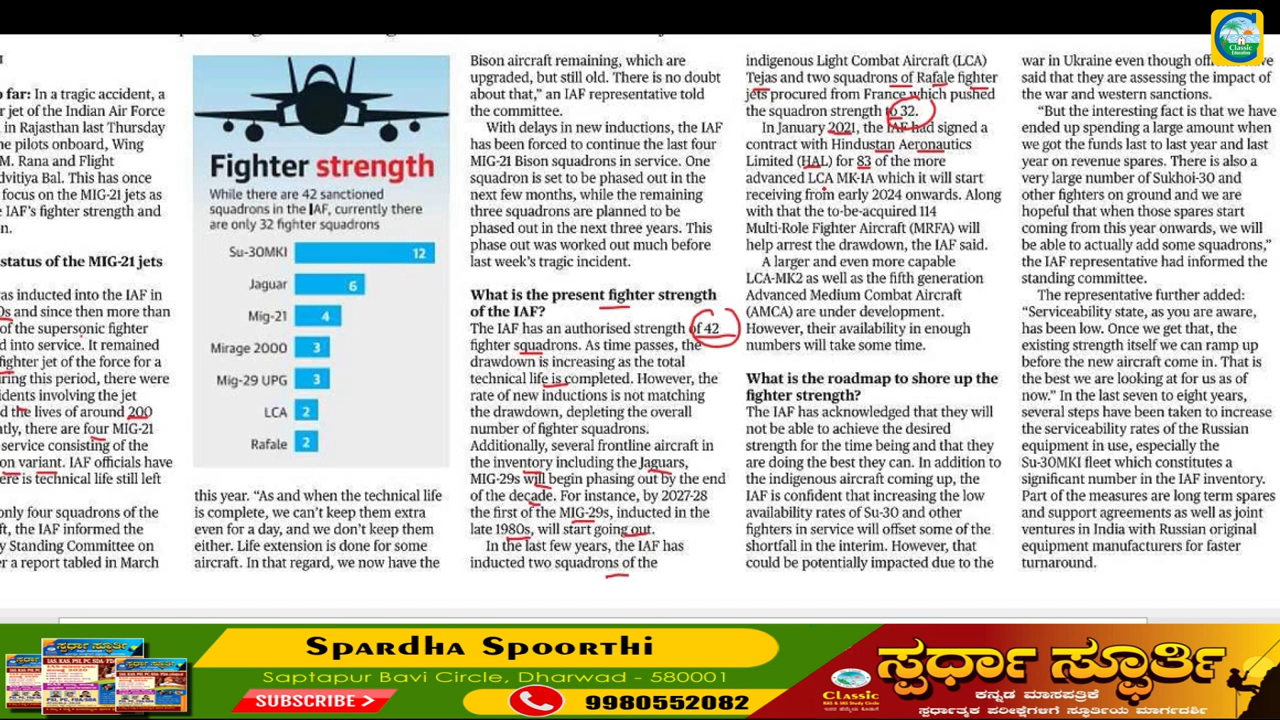 Classic
Education
o far: In a tragic accident, a
r jet of the Indian Air Force
l in Rajasthan last Thursday
he pilots onboard, Wing
M. Rana and Flight
dvitiya Bal. This has once
focus on the MIG-21 jets as
e IAF's fighter strength and
n.
status of the MIG-21 jets
as inducted into the IAF in
0s and since then more than
of the supersonic fighter
d into service. It remained
fighter jet of the force for a
ring this period, there were
idents involving the jet
d the lives of around 200
ntly, there are four MIG-21
service consisting of the
on variant. IAF officials have
ere is technical life still left
only four squadrons of the
ft, the IAF informed the
y Standing Committee on
er a report tabled in March
Fighter strength
While there are 42 sanctioned
squadrons in the IAF, currently there
are only 32 fighter squadrons
Su-30MKI 12
Jaguar 6
Mig-21 4
Mirage 2000 3
Mig-29 UPG 3
LCA 2
Rafale 2
this year. "As and when the technical life
is complete, we can't keep them extra
even for a day, and we don't keep them
either. Life extension is done for some
aircraft. In that regard, we now have the
Bison aircraft remaining, which are
upgraded, but still old. There is no doubt
about that," an IAF representative told
the committee.
With delays in new inductions, the IAF
has been forced to continue the last four
MIG-21 Bison squadrons in service. One
squadron is set to be phased out in the
next few months, while the remaining
three squadrons are planned to be
phased out in the next three years. This
phase out was worked out much before
last week's tragic incident.
What is the present fighter strength
of the IAF?
The IAF has an authorised strength of 42
fighter squadrons. As time passes, the
drawdown is increasing as the total
technical life is completed. However, the
rate of new inductions is not matching
the drawdown, depleting the overall
number of fighter squadrons.
Additionally, several frontline aircraft in
the inventory including the Jaguars,
MIG-29s will begin phasing out by the end
of the decade. For instance, by 2027-28
the first of the MIG-29s, inducted in the
late 1980s, will start going out.
In the last few years, the IAF has
inducted two squadrons of the
indigenous Light Combat Aircraft (LCA)
Tejas and two squadrons of Rafale fighter
jets procured from France which pushed
the squadron strength to 32.
In January 2021, the IAF had signed a
contract with Hindustan Aeronautics
Limited (HAL) for 83 of the more
advanced LCA MK-1A which it will start
receiving from early 2024 onwards. Along
with that the to-be-acquired 114
Multi-Role Fighter Aircraft (MRFA) will
help arrest the drawdown, the IAF said.
A larger and even more capable
LCA-MK2 as well as the fifth generation
Advanced Medium Combat Aircraft
(AMCA) are under development.
However, their availability in enough
numbers will take some time.
What is the roadmap to shore up the
fighter strength?
The IAF has acknowledged that they will
not be able to achieve the desired
strength for the time being and that they
are doing the best they can. In addition to
the indigenous aircraft coming up, the
IAF is confident that increasing the low
availability rates of Su-30 and other
fighters in service will offset some of the
shortfall in the interim. However, that
could be potentially impacted due to the
war in Ukraine even though have
said that they are assessing the impact of
the war and western sanctions.
"But the interesting fact is that we have
ended up spending a large amount when
we got the funds last to last year and last
year on revenue spares. There is also a
very large number of Sukhoi-30 and
other fighters on ground and we are
hopeful that when those spares start
coming from this year onwards, we will
be able to actually add some squadrons,"
the IAF representative had informed the
standing committee.
The representative further added:
"Serviceability state, as you are aware,
has been low. Once we get that, the
existing strength itself we can ramp up
before the new aircraft come in. That is
the best we are looking at for us as of
now." In the last seven to eight years,
several steps have been taken to increase
the serviceability rates of the Russian
equipment in use, especially the
Su-30MKI fleet which constitutes a
significant number in the IAF inventory.
Part of the measures are long term spares
and support agreements as well as joint
ventures in India with Russian original
equipment manufacturers for faster
turnaround.
ಸ್ಪರ್ಧಾ ಸ್ಫೂರ್ತಿ
Spardha Spoorthi
Saptapur Bavi Circle, Dharwad - 580001
SUBSCRIBE 9980552082
Classic
KAS & IAS Study Circle
ಸ್ಪರ್ಧಾ ಸ್ಫೂರ್ತಿ
ಕನ್ನಡ ಮಾಸಪತ್ರಿಕೆ
ಸ್ಪರ್ಧಾತ್ಮಕ ಪರೀಕ್ಷೆಗಳಿಗೆ ಸ್ಫೂರ್ತಿಯ ಮಾರ್ಗದರ್ಶಿ